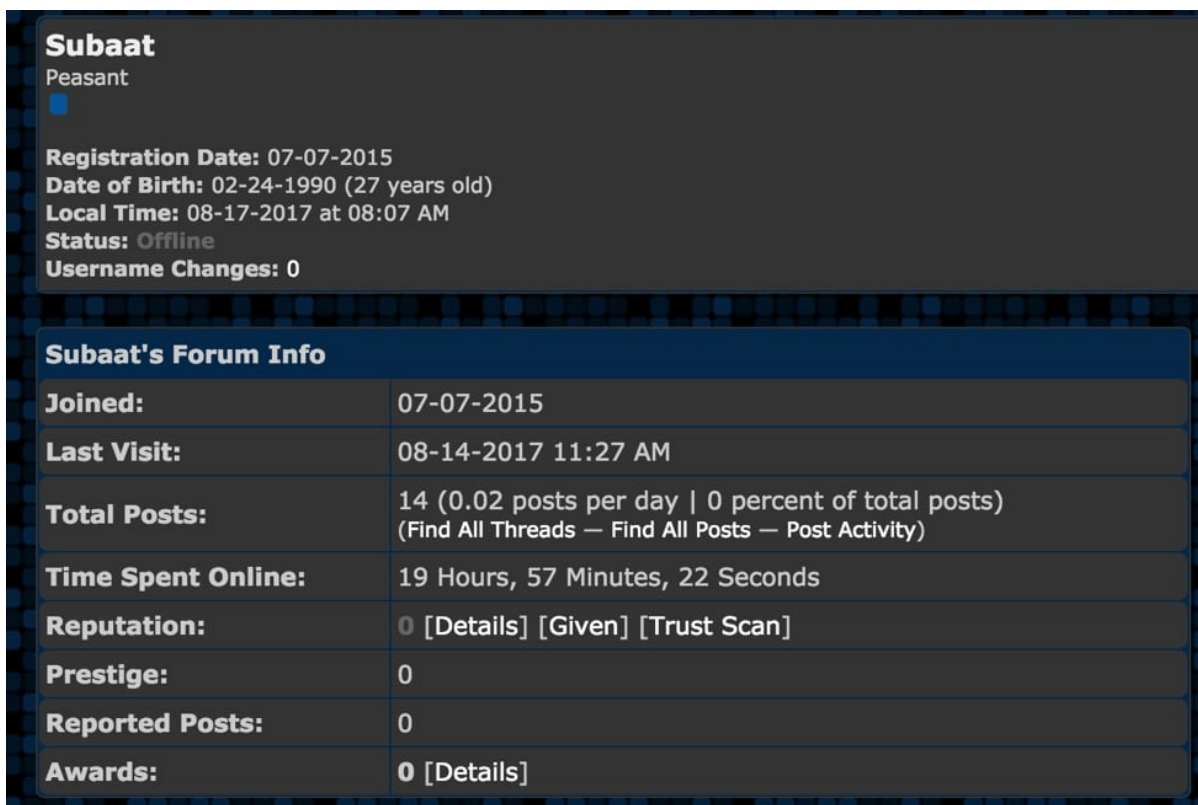 Subaat
Peasant
Registration Date: 07-07-2015
Date of Birth: 02-24-1990 (27 years old)
Local Time: 08-17-2017 at 08:07 AM
Status: Offline
Username Changes: 0
Subaat's Forum Info
Joined: 07-07-2015
Last Visit: 08-14-2017 11:27 AM
Total Posts: 14 (0.02 posts per day | 0 percent of total posts)
(Find All Threads — Find All Posts — Post Activity)
Time Spent Online: 19 Hours, 57 Minutes, 22 Seconds
Reputation: 0 [Details] [Given] [Trust Scan]
Prestige: 0
Reported Posts: 0
Awards: 0 [Details]